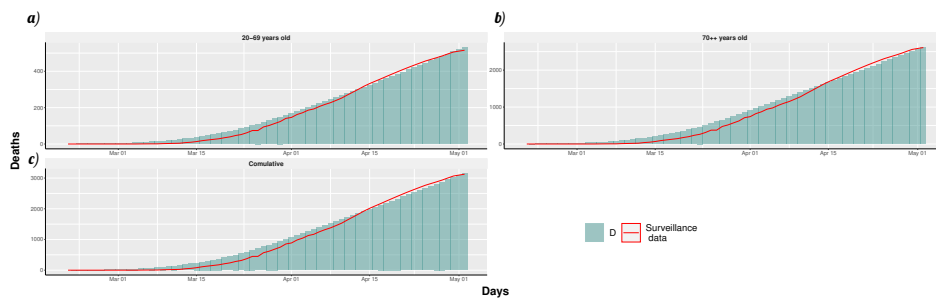 a)
20–69 years old
400
200
0
Mar 01
Mar 15
Apr 01
Apr 15
May 01
b)
70++ years old
2000
1000
0
Mar 01
Mar 15
Apr 01
Apr 15
May 01
Deaths
c)
Comulative
3000
2000
1000
0
Mar 01
Mar 15
Apr 01
Apr 15
May 01
D
Surveillance
data
Days